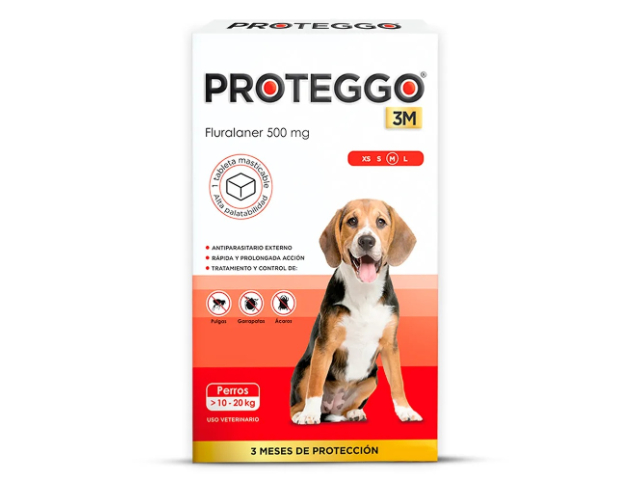 PROTEGGO
PROTEGGO®
3M
Fluralaner 500 mg
XS S M L
1 tableta masticable
Alta palatabilidad
• ANTIPARASITARIO EXTERNO
• RÁPIDA Y PROLONGADA ACCIÓN
• TRATAMIENTO Y CONTROL DE:
Pulgas Garrapatas Ácaros
Perros
> 10 - 20 kg
USO VETERINARIO
3 MESES DE PROTECCIÓN